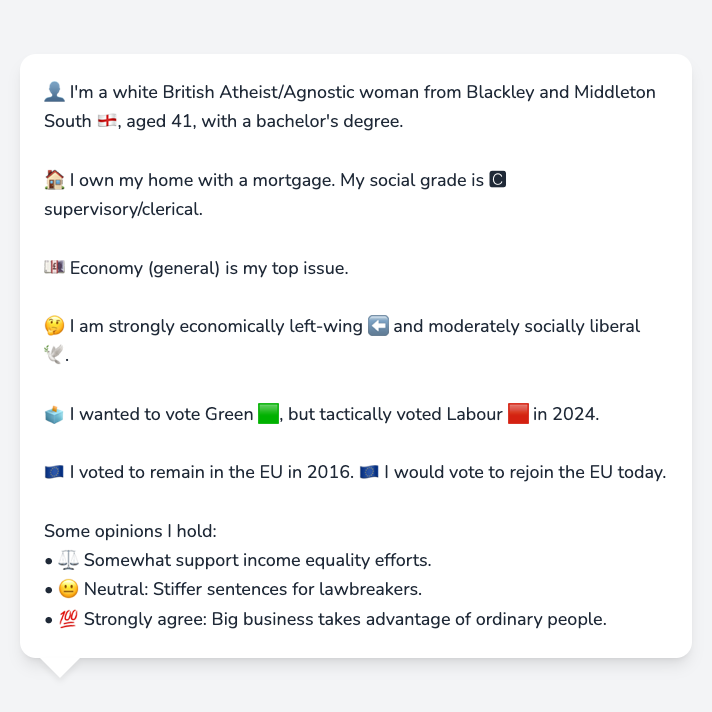 👤 I'm a white British Atheist/Agnostic woman from Blackley and Middleton
South 🏴󠁧󠁢󠁥󠁮󠁧󠁿, aged 41, with a bachelor's degree.
🏠 I own my home with a mortgage. My social grade is C
supervisory/clerical.
💷 Economy (general) is my top issue.
🤔 I am strongly economically left-wing ⬅️ and moderately socially liberal
🕊️.
🗳️ I wanted to vote Green 🟩, but tactically voted Labour 🟥 in 2024.
🇪🇺 I voted to remain in the EU in 2016. 🇪🇺 I would vote to rejoin the EU today.
Some opinions I hold:
• ⚖️ Somewhat support income equality efforts.
• 😐 Neutral: Stiffer sentences for lawbreakers.
• 💯 Strongly agree: Big business takes advantage of ordinary people.